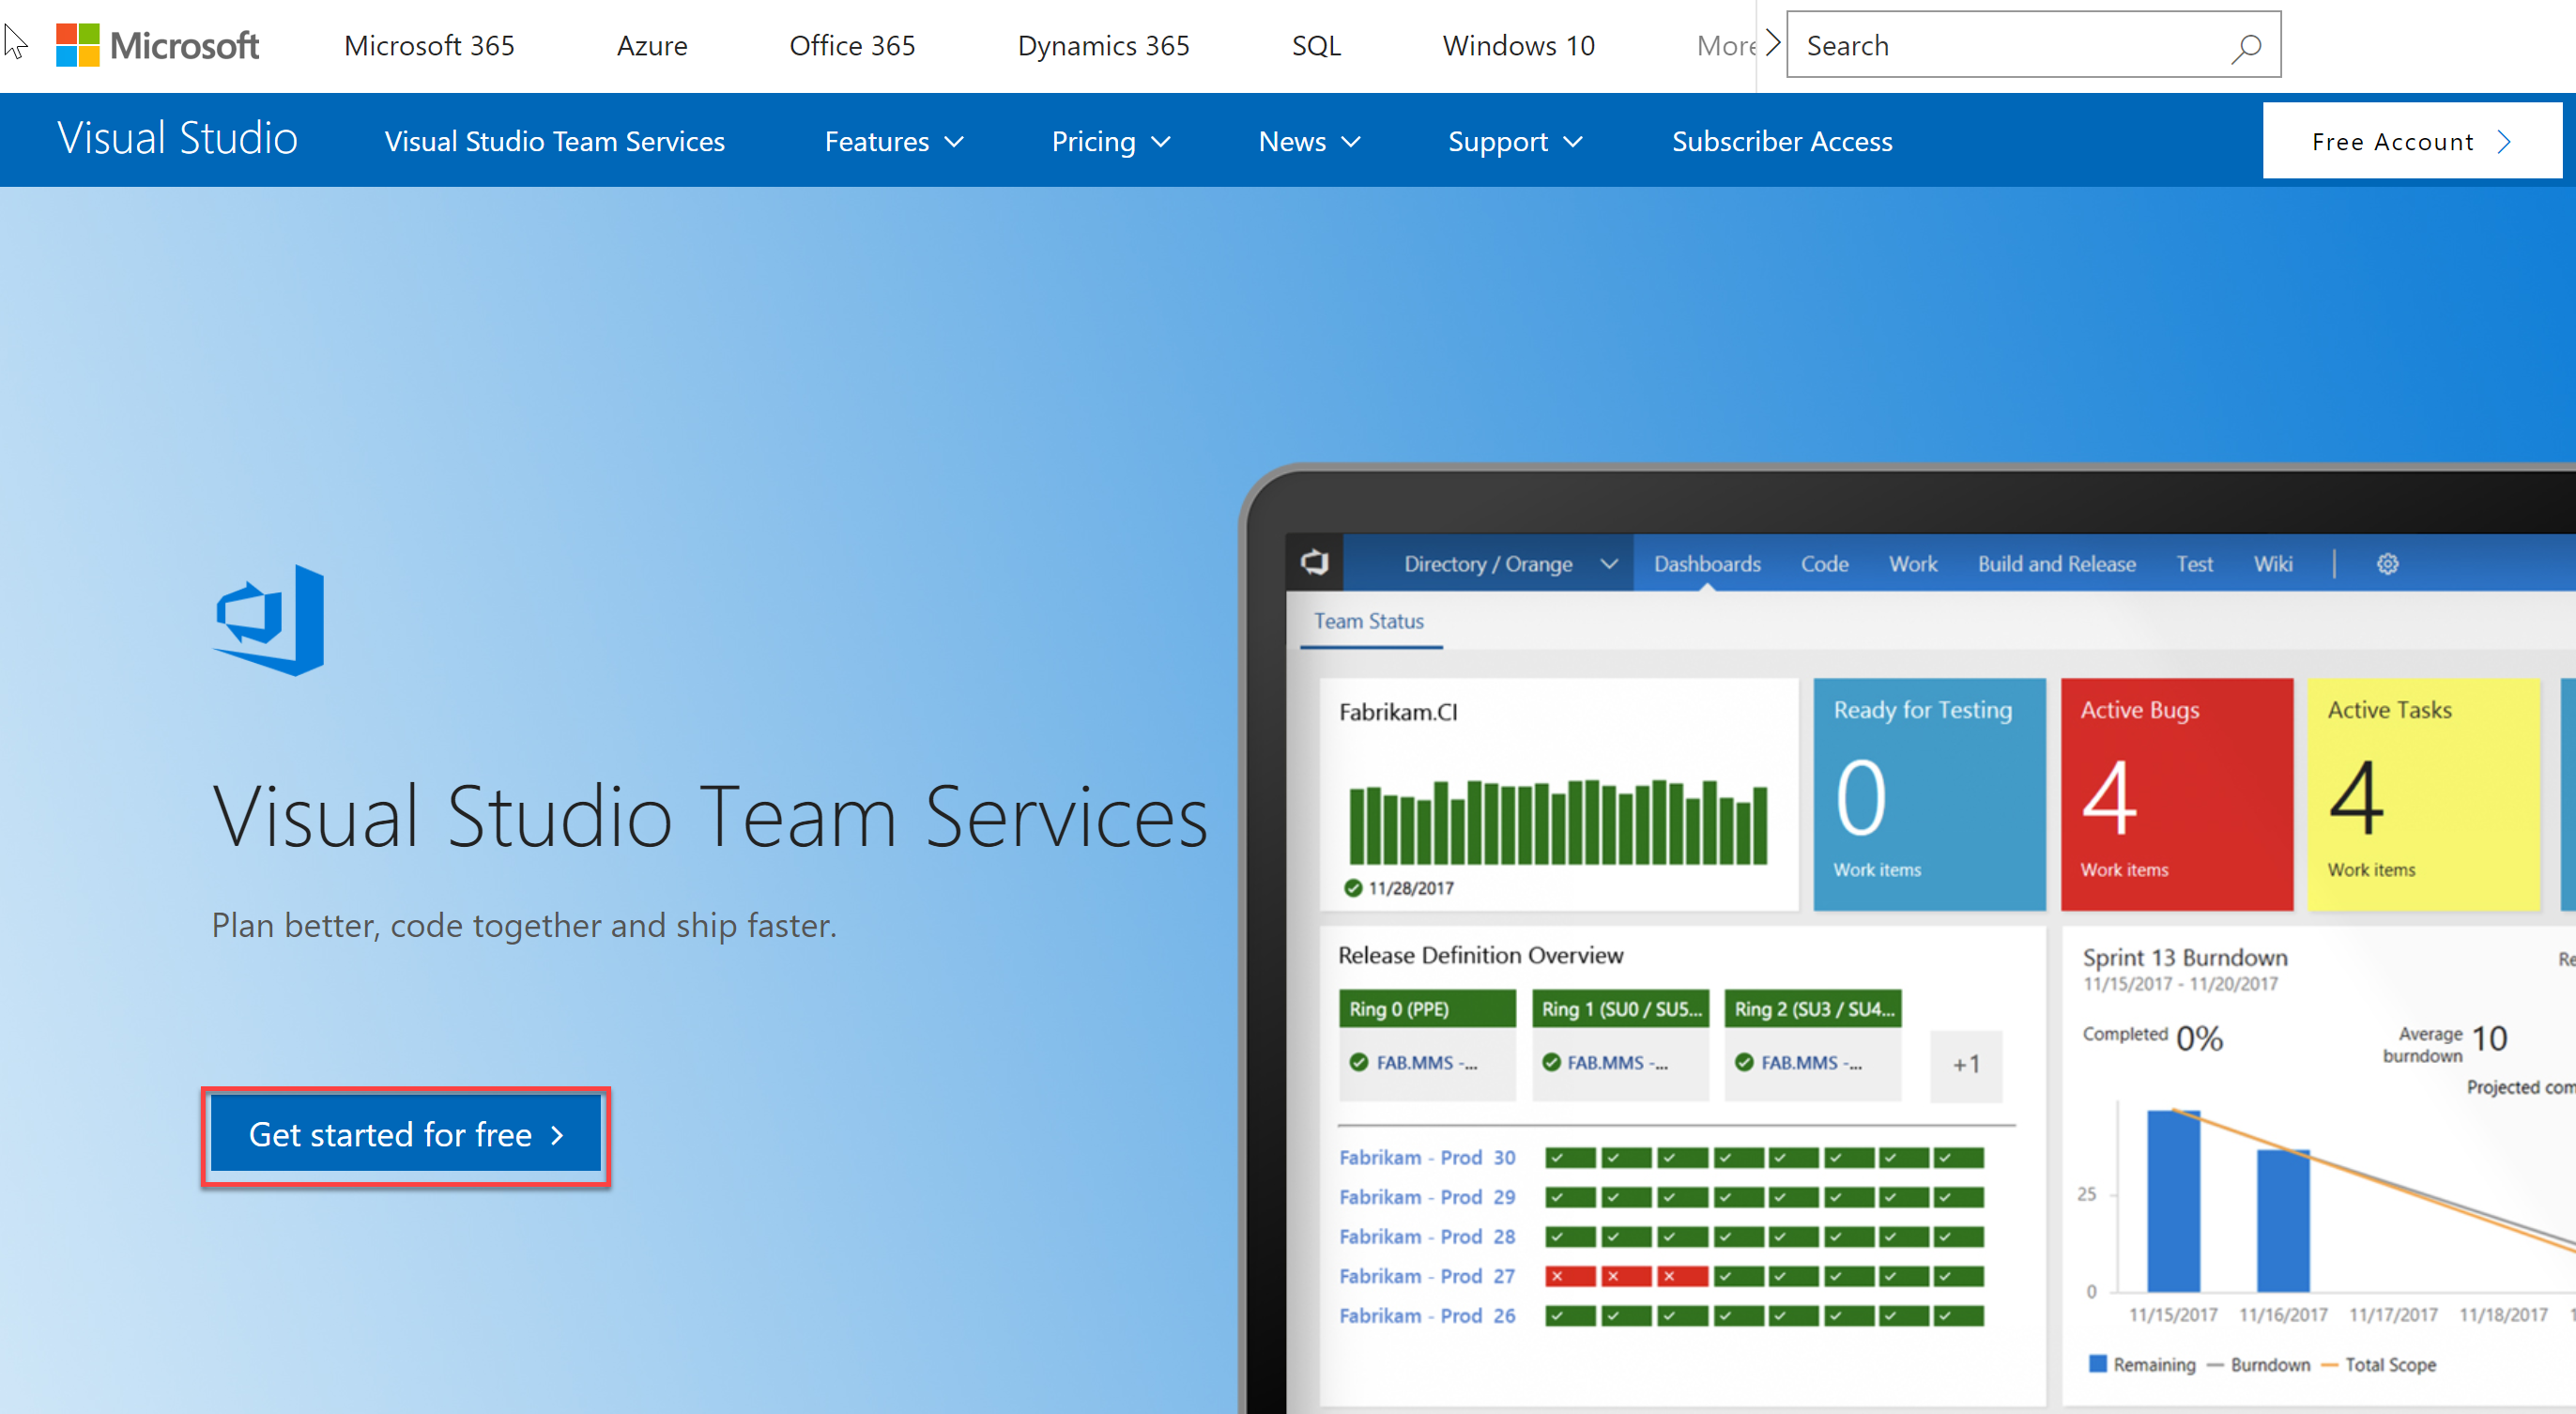 Microsoft
Microsoft 365
Azure
Office 365
Dynamics 365
SQL
Windows 10
More
Search
Visual Studio
Visual Studio Team Services
Features
Pricing
News
Support
Subscriber Access
Free Account
Visual Studio Team Services
Plan better, code together and ship faster.
Get started for free
Directory / Orange
Dashboards
Code
Work
Build and Release
Test
Wiki
Team Status
Fabrikam.CI
11/28/2017
Ready for Testing
0
Work items
Active Bugs
4
Work items
Active Tasks
4
Work items
Release Definition Overview
Ring 0 (PPE)
Ring 1 (SU0 / SU5...
Ring 2 (SU3 / SU4...
FAB.MMS -...
FAB.MMS -...
FAB.MMS -...
+1
Fabrikam - Prod 30
Fabrikam - Prod 29
Fabrikam - Prod 28
Fabrikam - Prod 27
Fabrikam - Prod 26
Sprint 13 Burndown
Re
11/15/2017 - 11/20/2017
Completed 0%
Average
burndown
10
Projected com
25
0
11/15/2017
11/16/2017
11/17/2017
11/18/2017
Remaining
Burndown
Total Scope